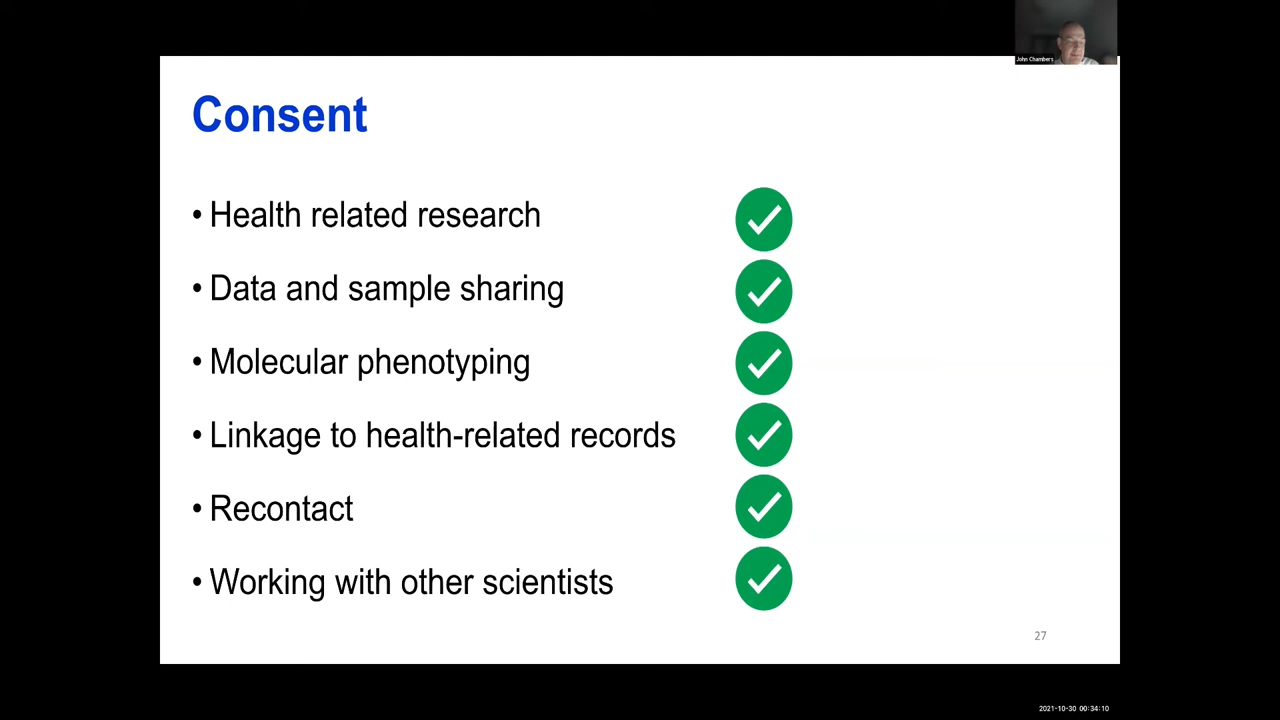 John Chambers
Consent
• Health related research
• Data and sample sharing
• Molecular phenotyping
• Linkage to health-related records
• Recontact
• Working with other scientists
27
2021-10-30 00:34:10